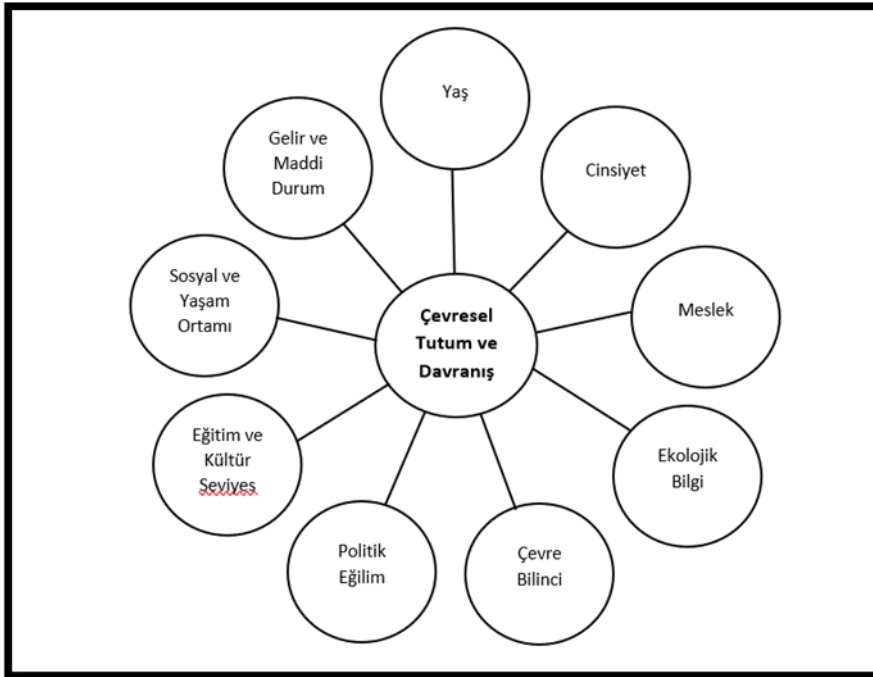 Yaş
Cinsiyet
Meslek
Ekolojik
Bilgi
Çevre
Bilinci
Politik
Eğilim
Eğitim ve
Kültür
Seviyes
Sosyal ve
Yaşam
Ortamı
Gelir ve
Maddi
Durum
Çevresel
Tutum ve
Davranış